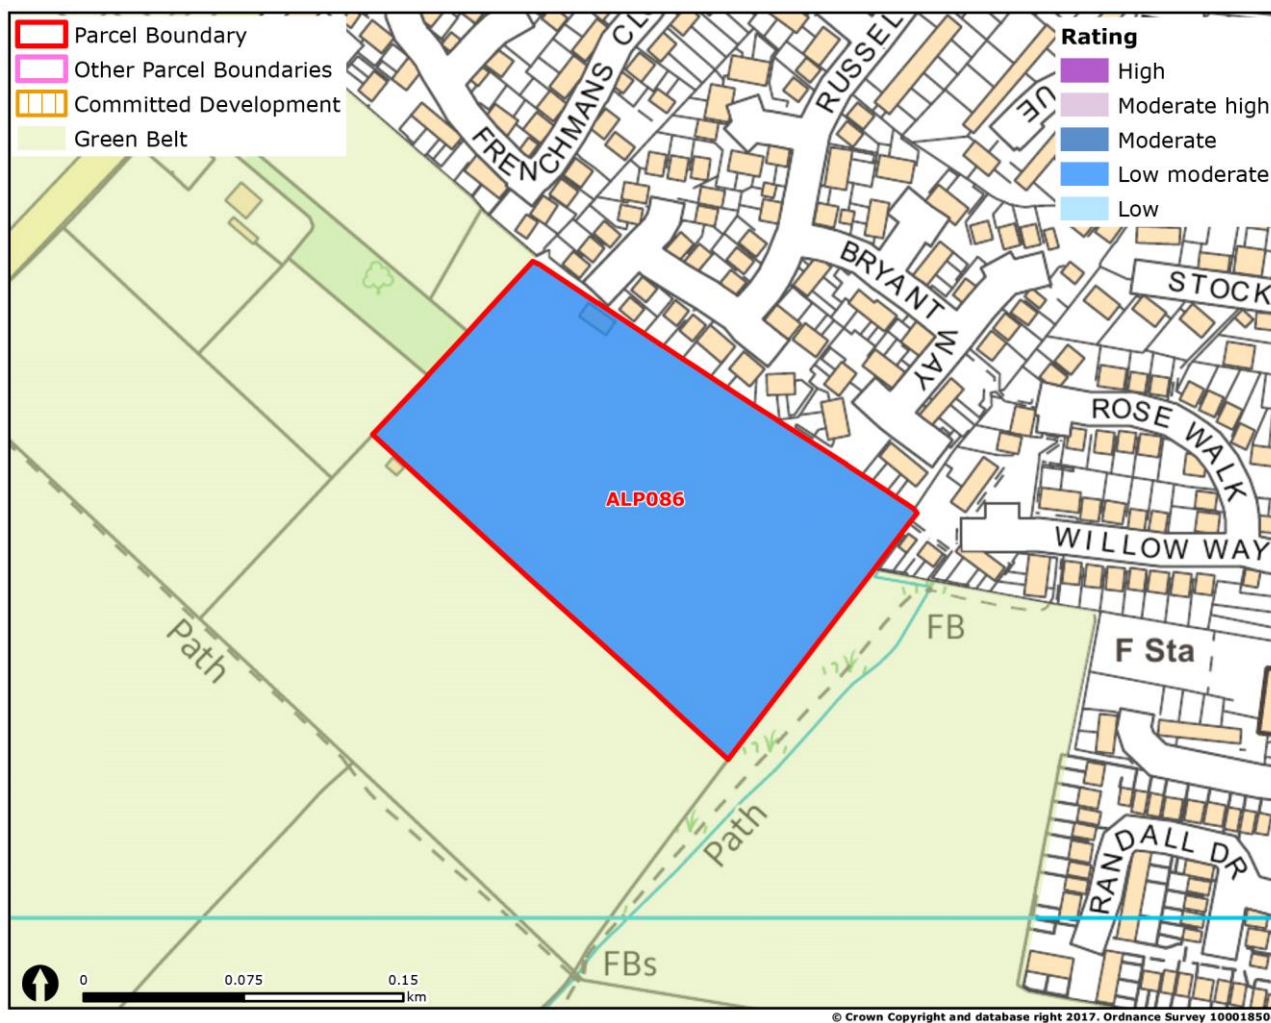 Parcel Boundary
Other Parcel Boundaries
Committed Development
Green Belt
Rating
High
Moderate high
Moderate
Low moderate
Low
FRENCHMANS CL
RUSSEL
UE
BRYANT WAY
STOCK
ROSE WALK
ALP086
WILLOW WAY
FB
F Sta
Path
Path
RANDALL DR
FBs
0 0.075 0.15
km
© Crown Copyright and database right 2017. Ordnance Survey 10001850